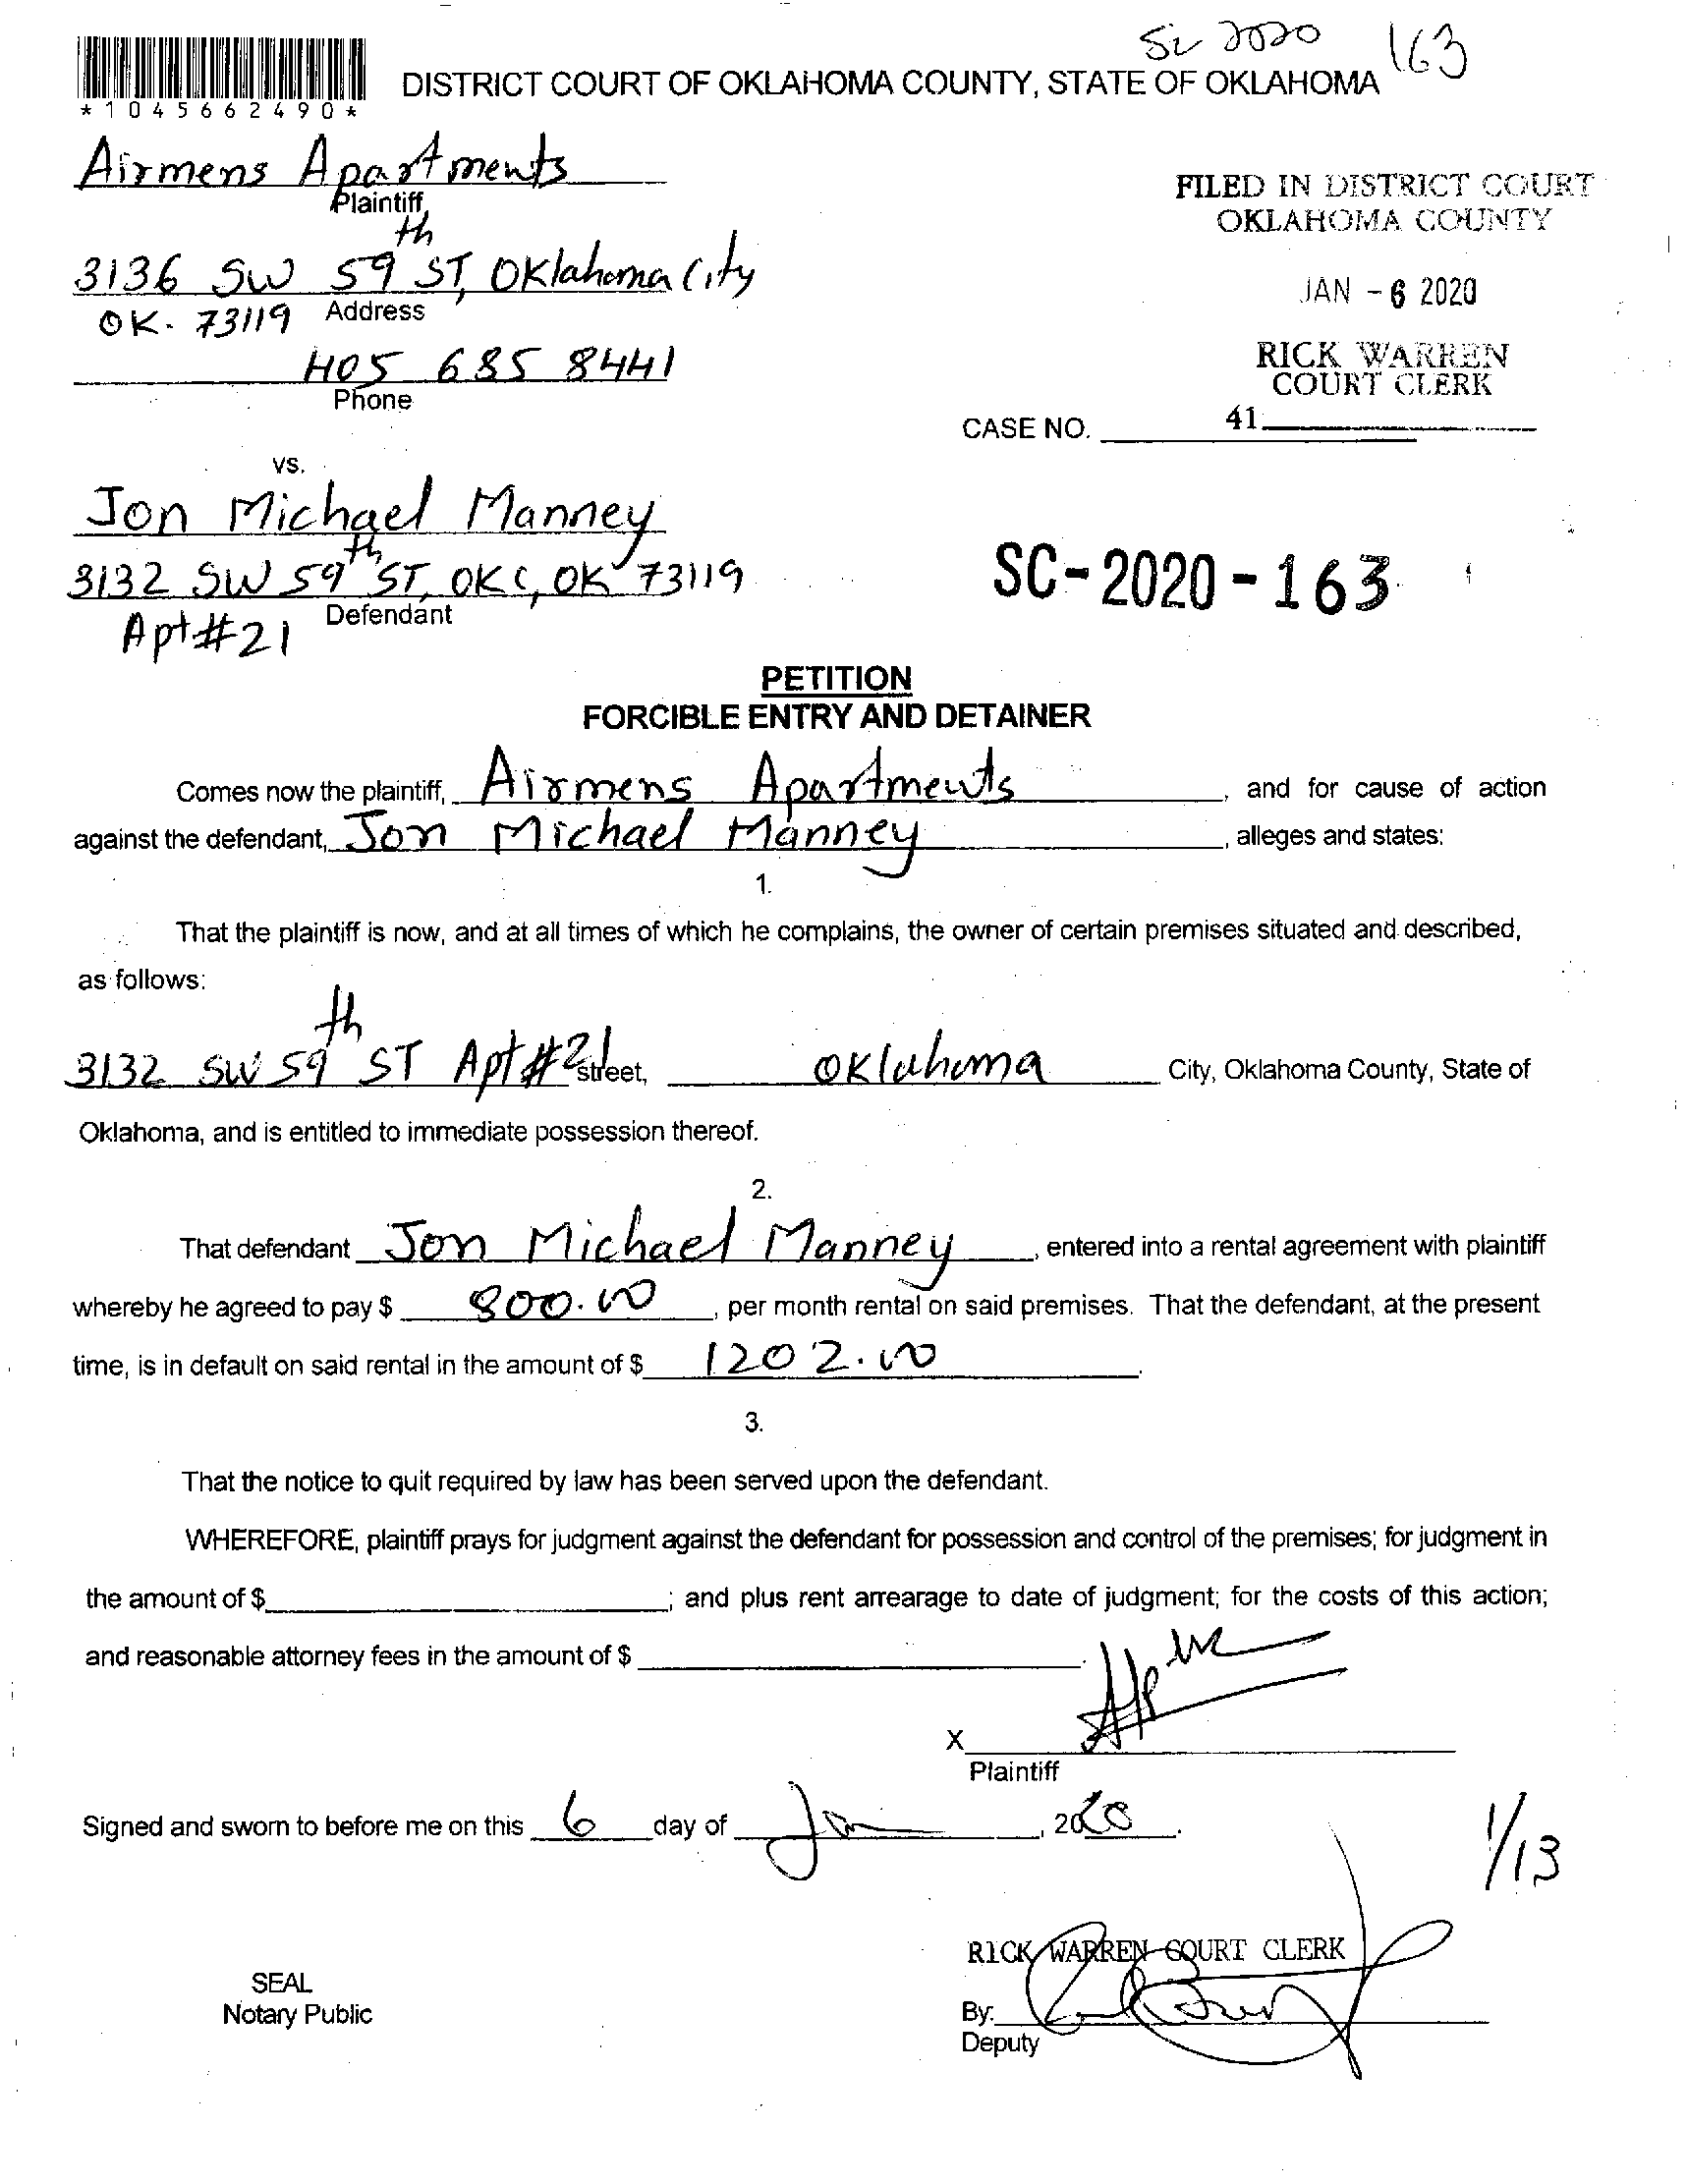 SC 2020 163
*1045662490*
DISTRICT COURT OF OKLAHOMA COUNTY, STATE OF OKLAHOMA
Airmens Apartments
Plaintiff
3136 SW 59th ST, Oklahoma City
OK. 73119 Address
405 685 8441
Phone
FILED IN DISTRICT COURT
OKLAHOMA COUNTY
JAN -6 2020
RICK WARREN
COURT CLERK
41
CASE NO.
vs.
Jon Michael Manney
3132 SW 59th ST, OKC, OK 73119
Apt#21 Defendant
SC-2020-163
PETITION
FORCIBLE ENTRY AND DETAINER
Comes now the plaintiff, Airmens Apartments, and for cause of action
against the defendant, Jon Michael Manney, alleges and states:
1.
That the plaintiff is now, and at all times of which he complains, the owner of certain premises situated and described,
as follows:
3132 SW 59th ST Apt#21 street, Oklahoma City, Oklahoma County, State of
Oklahoma, and is entitled to immediate possession thereof.
2.
That defendant Jon Michael Manney, entered into a rental agreement with plaintiff
whereby he agreed to pay $ 800.00, per month rental on said premises. That the defendant, at the present
time, is in default on said rental in the amount of $ 1202.00.
3.
That the notice to quit required by law has been served upon the defendant.
WHEREFORE, plaintiff prays for judgment against the defendant for possession and control of the premises; for judgment in
the amount of $ ; and plus rent arrearage to date of judgment; for the costs of this action;
and reasonable attorney fees in the amount of $ .
X
Plaintiff
Signed and sworn to before me on this 6 day of Jan, 2020.
1/13
RICK WARREN COURT CLERK
SEAL
Notary Public
By:
Deputy